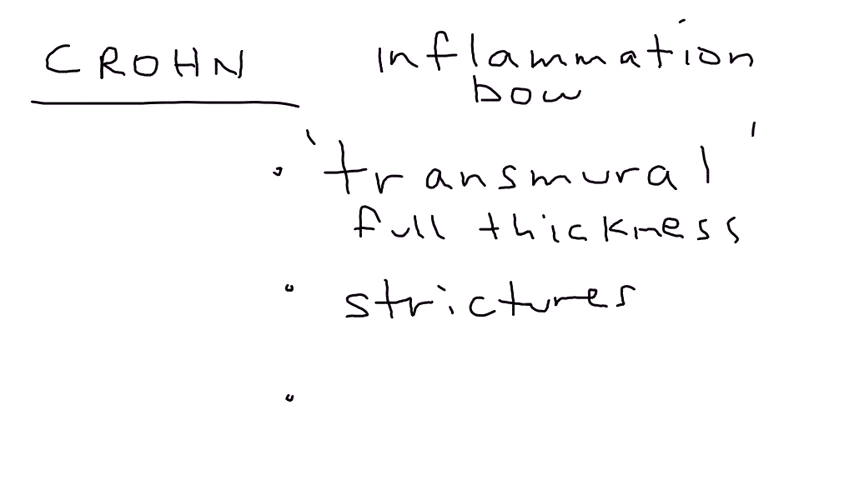 CROHN inflammation
bow
• 'transmural'
full thickness
• strictures
•